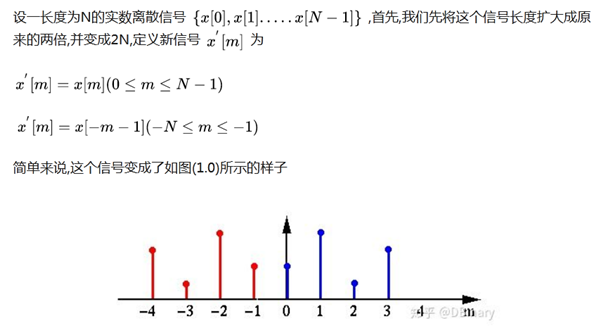 设一长度为N的实数离散信号 {x[0], x[1].....x[N − 1]} ,首先,我们先将这个信号长度扩大成原
来的两倍,并变成2N,定义新信号 x'[m] 为
x'[m] = x[m](0 ≤ m ≤ N − 1)
x'[m] = x[−m − 1](−N ≤ m ≤ −1)
简单来说,这个信号变成了如图(1.0)所示的样子
−4 −3 −2 −1 0 1 2 3 4 m